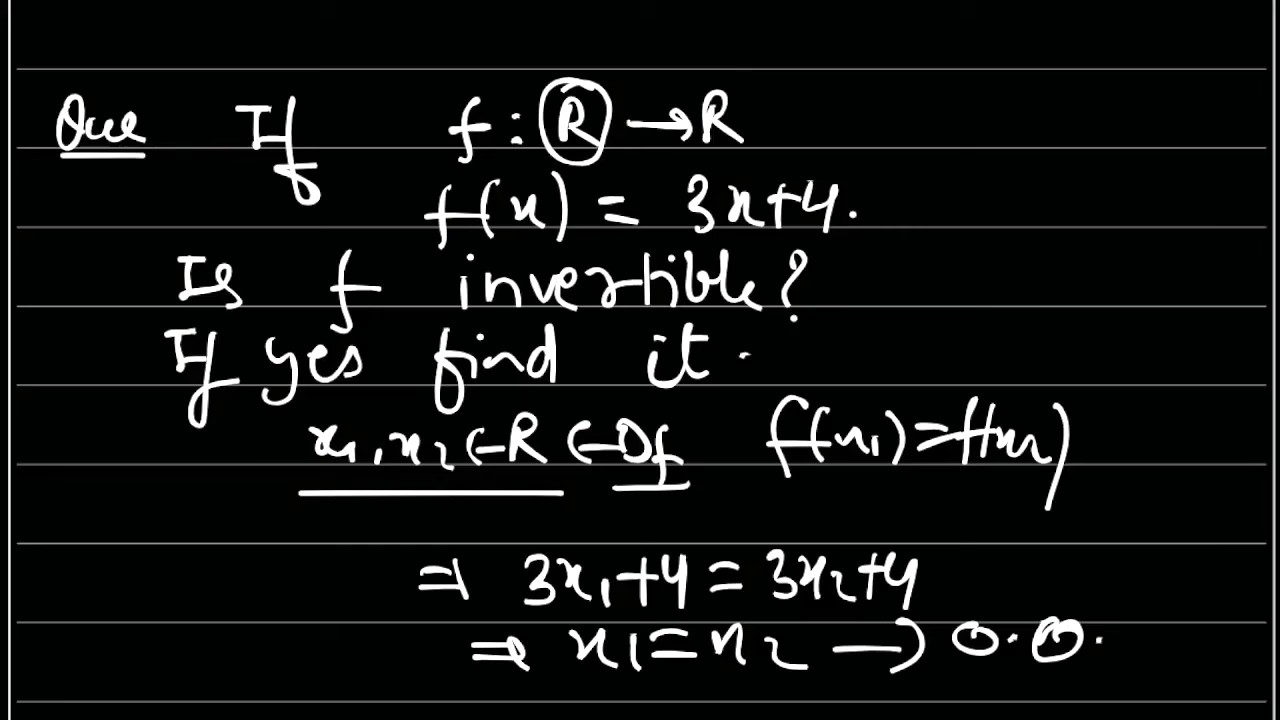 Que If f : R → R
f(x) = 3x+4.
Is f invertible?
If yes find it.
x₁, x₂ ∈ R ∈ Df f(x₁) = f(x₂)
⇒ 3x₁+4 = 3x₂+4
⇒ x₁ = x₂ → O.O.